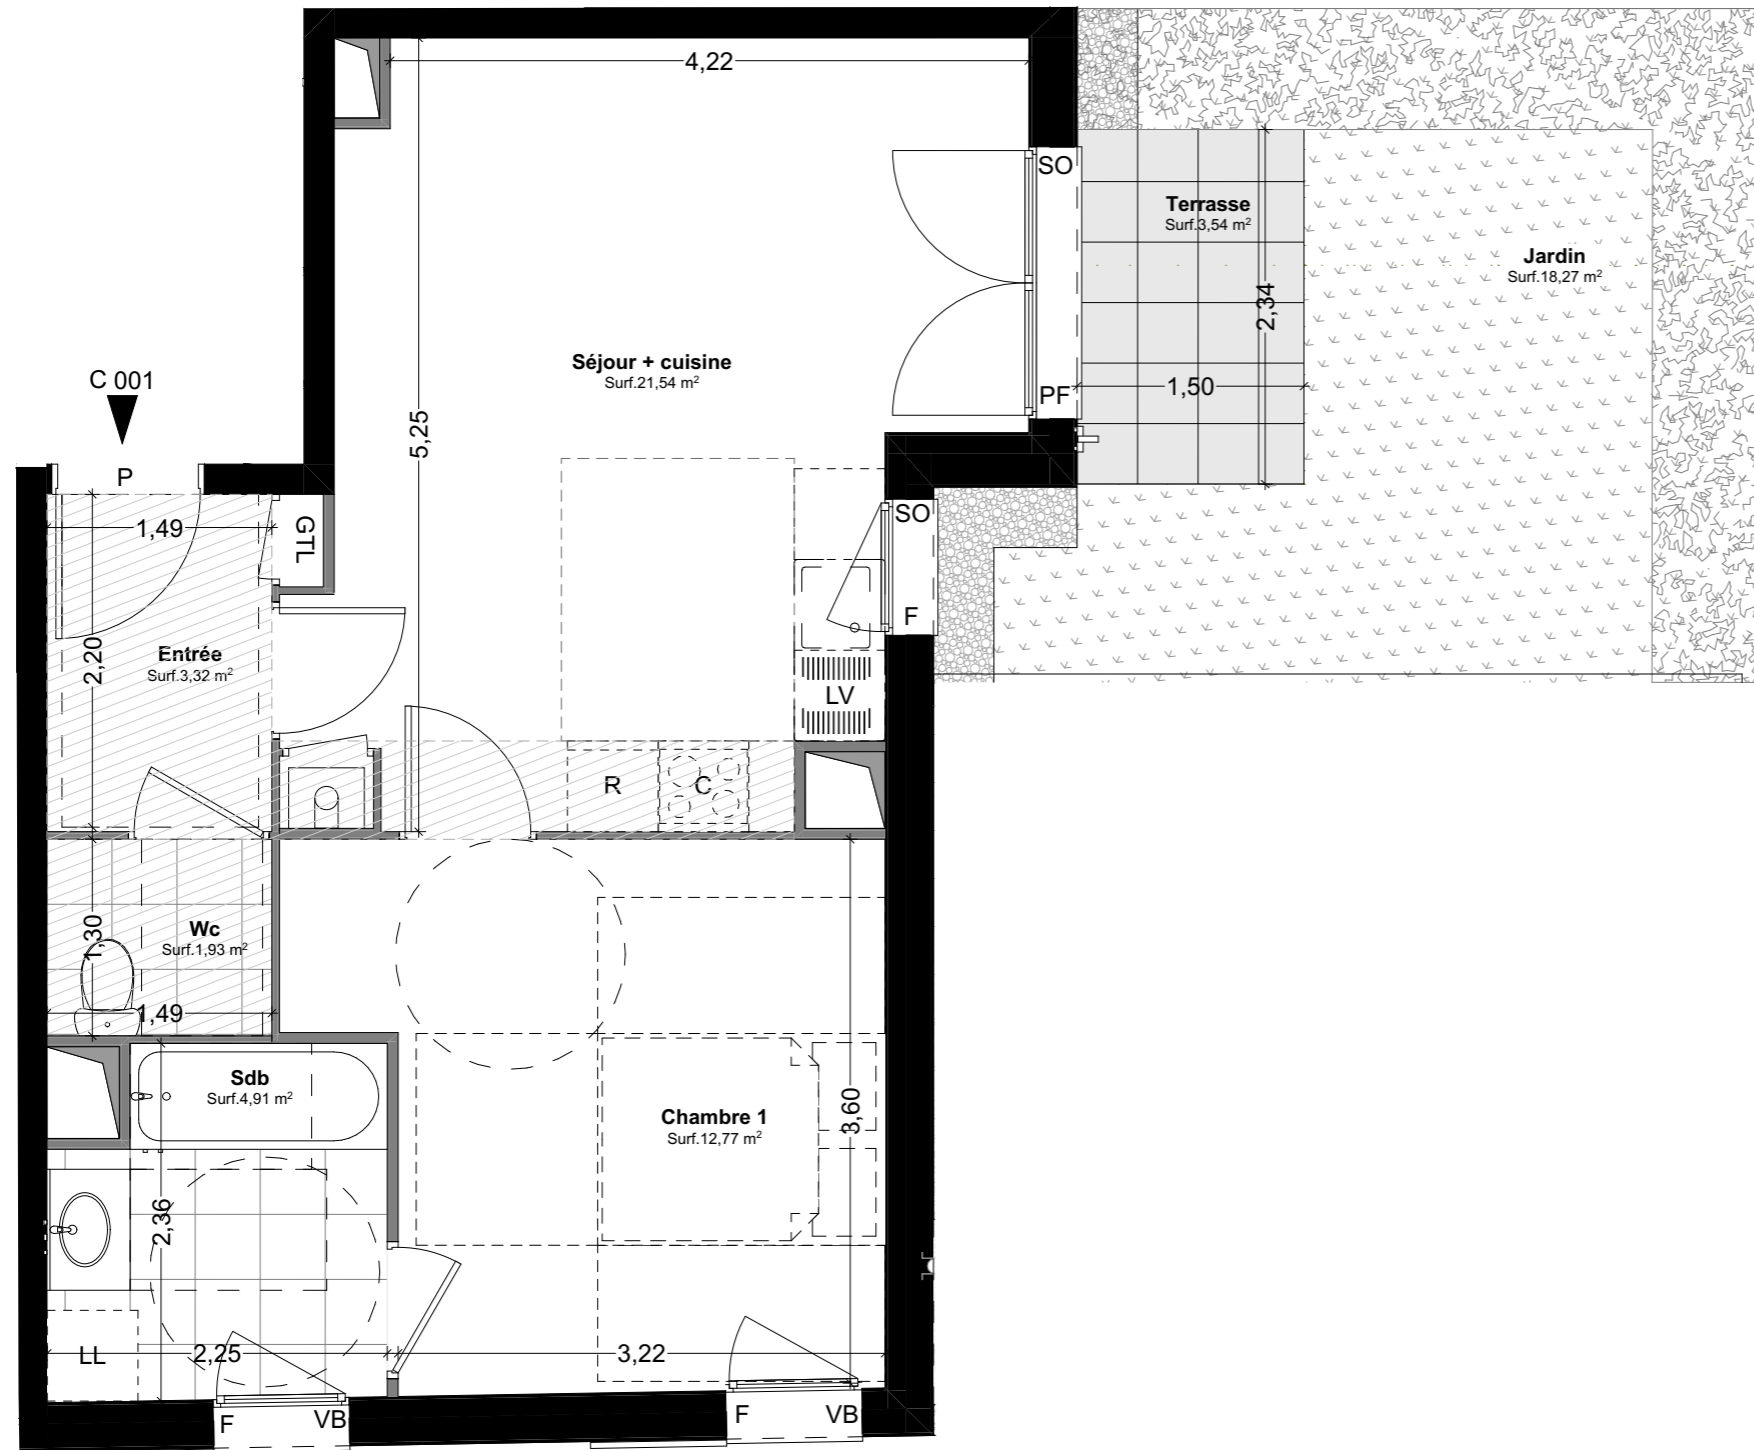 4,22
SO
Terrasse
Surf.3,54 m²
Jardin
Surf.18,27 m²
2,34
Séjour + cuisine
Surf.21,54 m²
C 001
5,25
PF
1,50
P
1,49
GTL
SO
F
2,20
Entrée
Surf.3,32 m²
LV
R
C
1,30
Wc
Surf.1,93 m²
1,49
Sdb
Surf.4,91 m²
Chambre 1
Surf.12,77 m²
3,60
2,36
LL
2,25
3,22
F
VB
F
VB